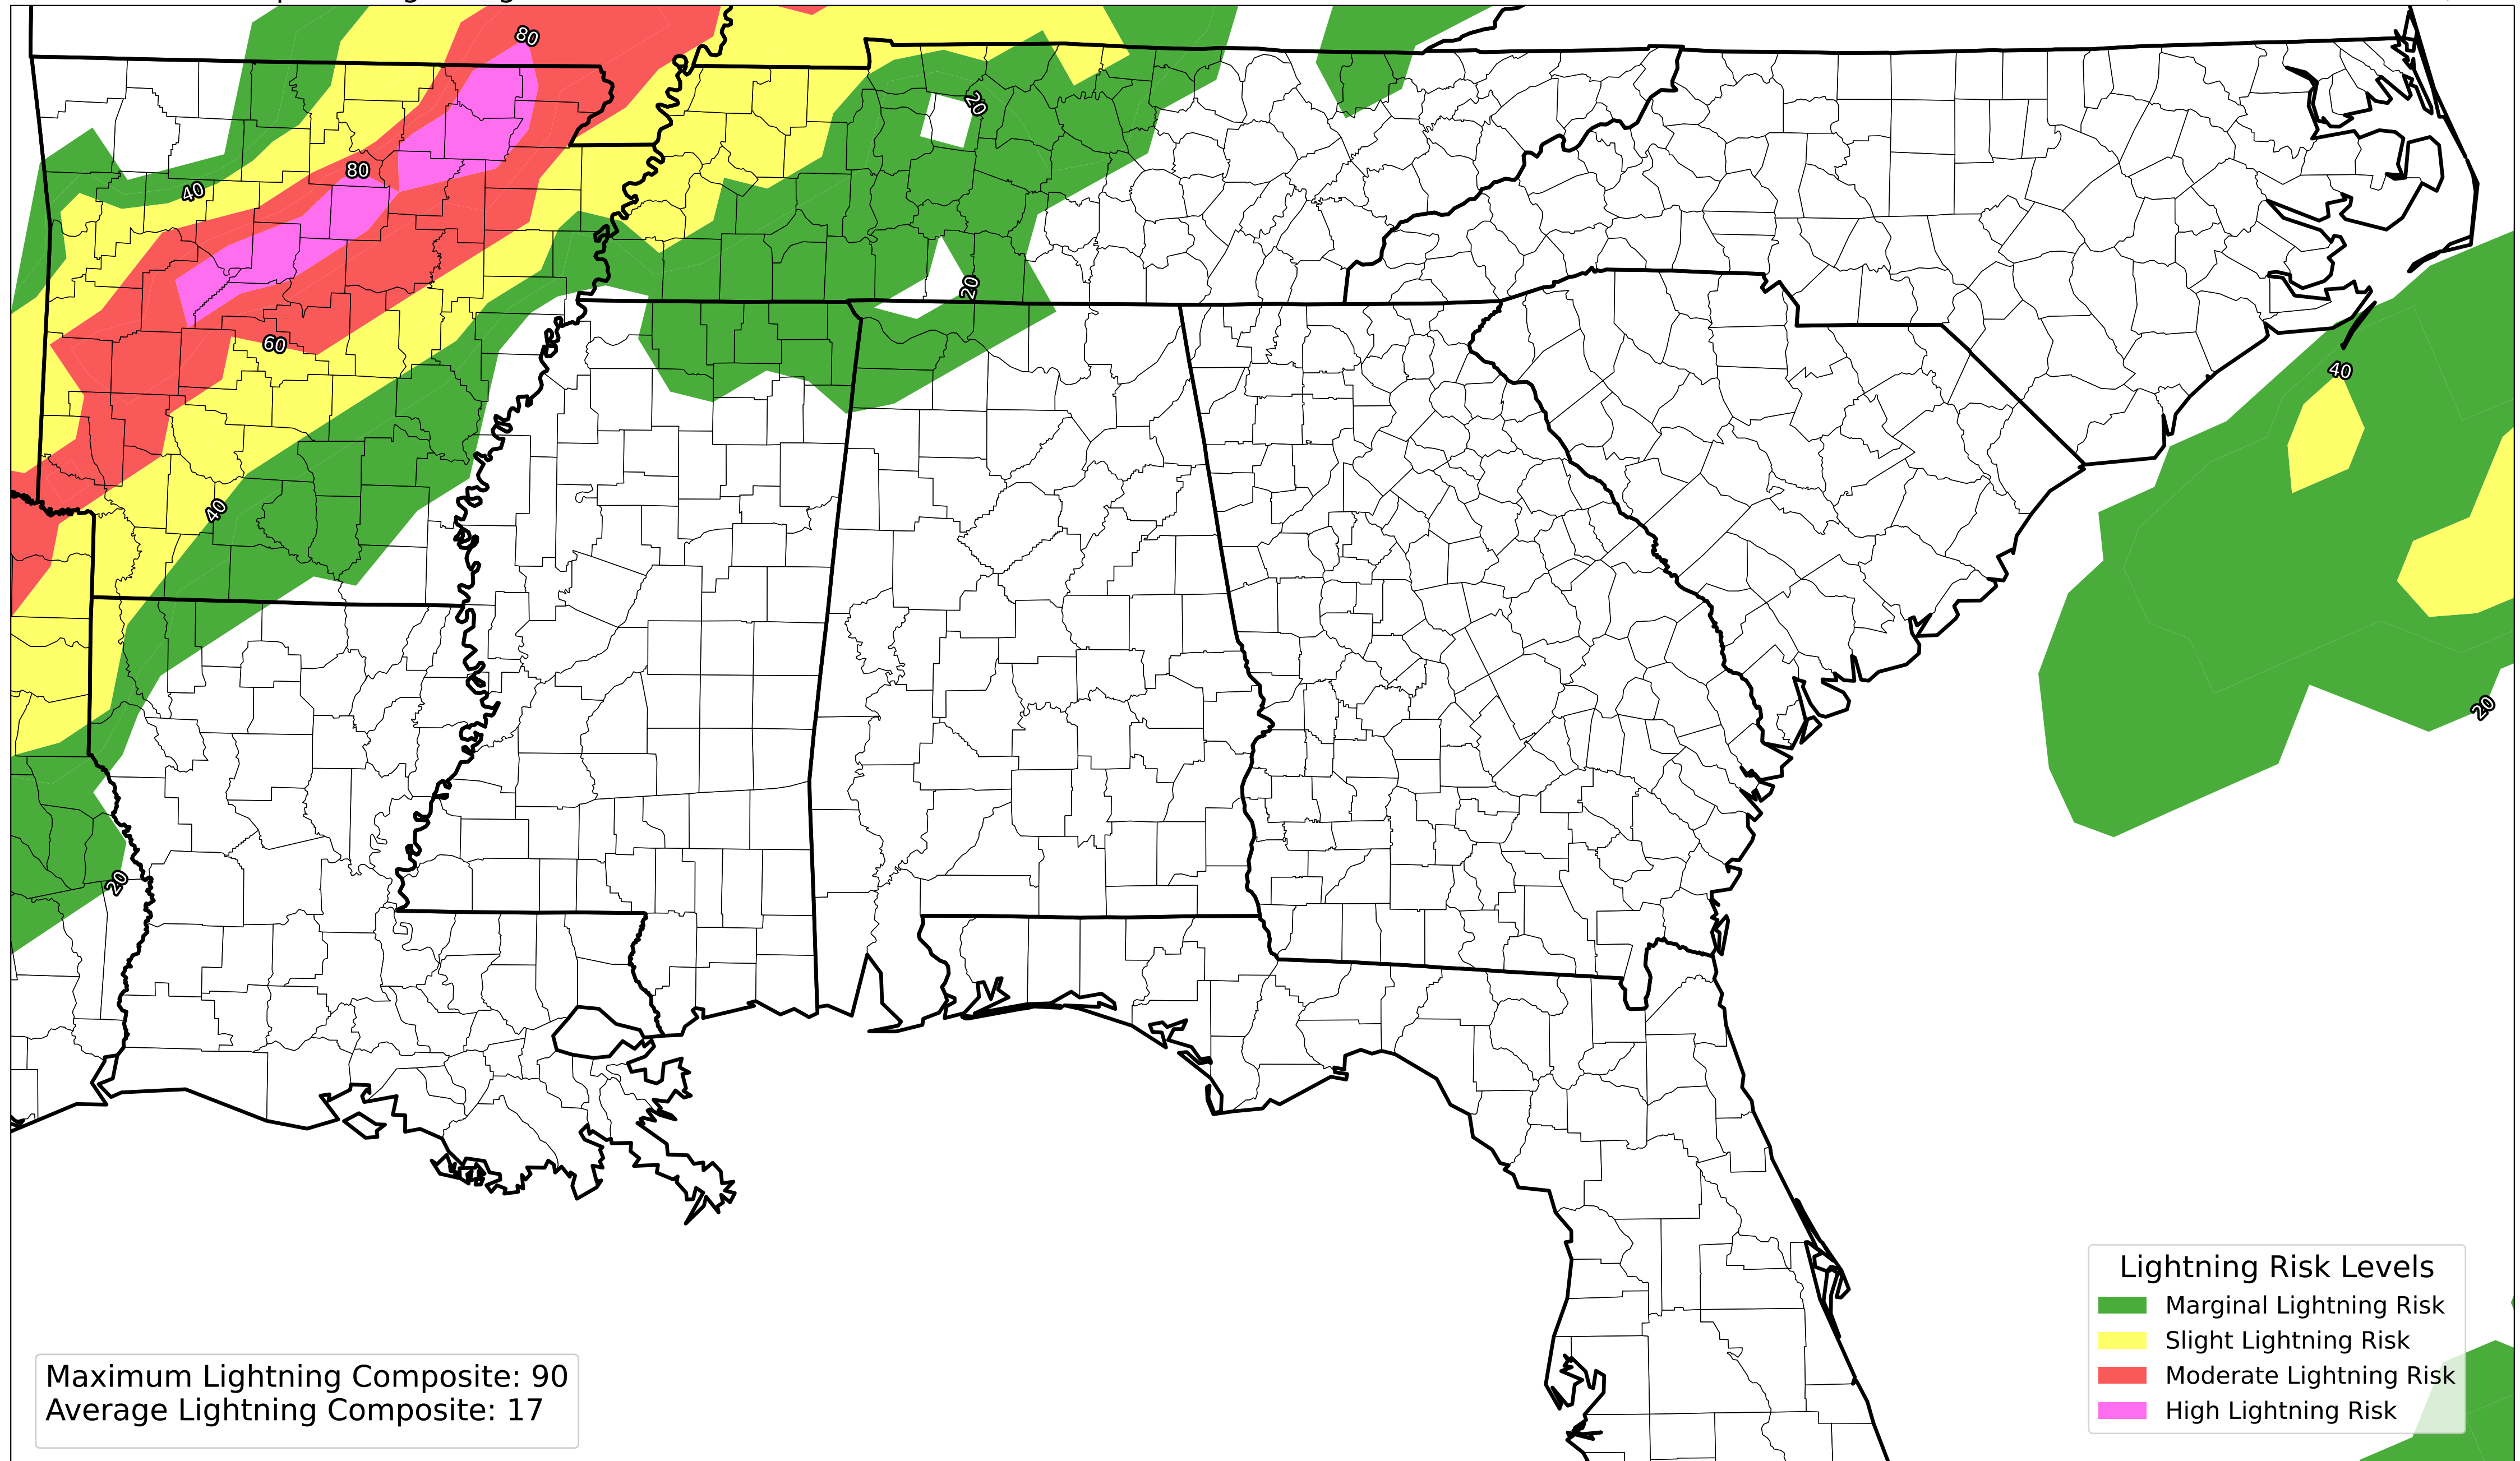 80
80
20
40
20
60
40
40
20
20
Lightning Risk Levels
Marginal Lightning Risk
Slight Lightning Risk
Moderate Lightning Risk
High Lightning Risk
Maximum Lightning Composite: 90
Average Lightning Composite: 17